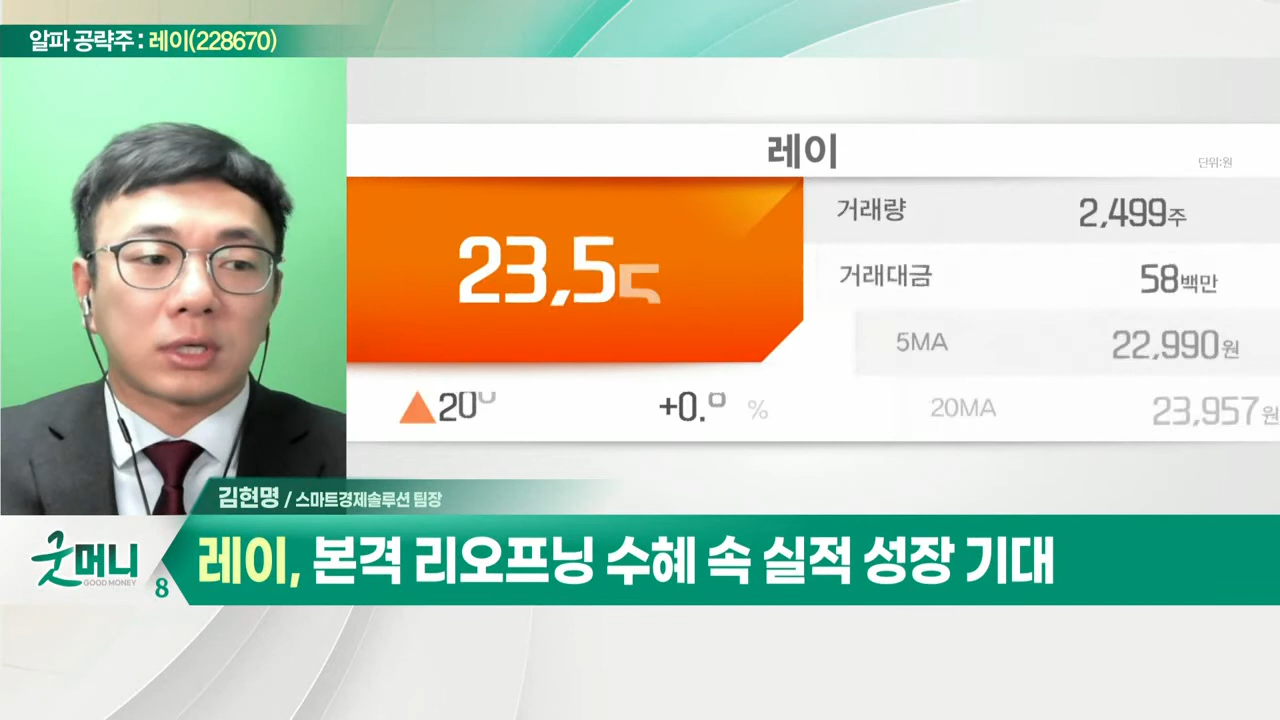 알파 공략주 : 레이(228670)
레이
단위:원
23,5
거래량 2,499주
거래대금 58백만
5MA 22,990원
20MA 23,957원
▲20
+0. %
김현명 / 스마트경제솔루션 팀장
굿머니
GOOD MONEY
8
레이, 본격 리오프닝 수혜 속 실적 성장 기대